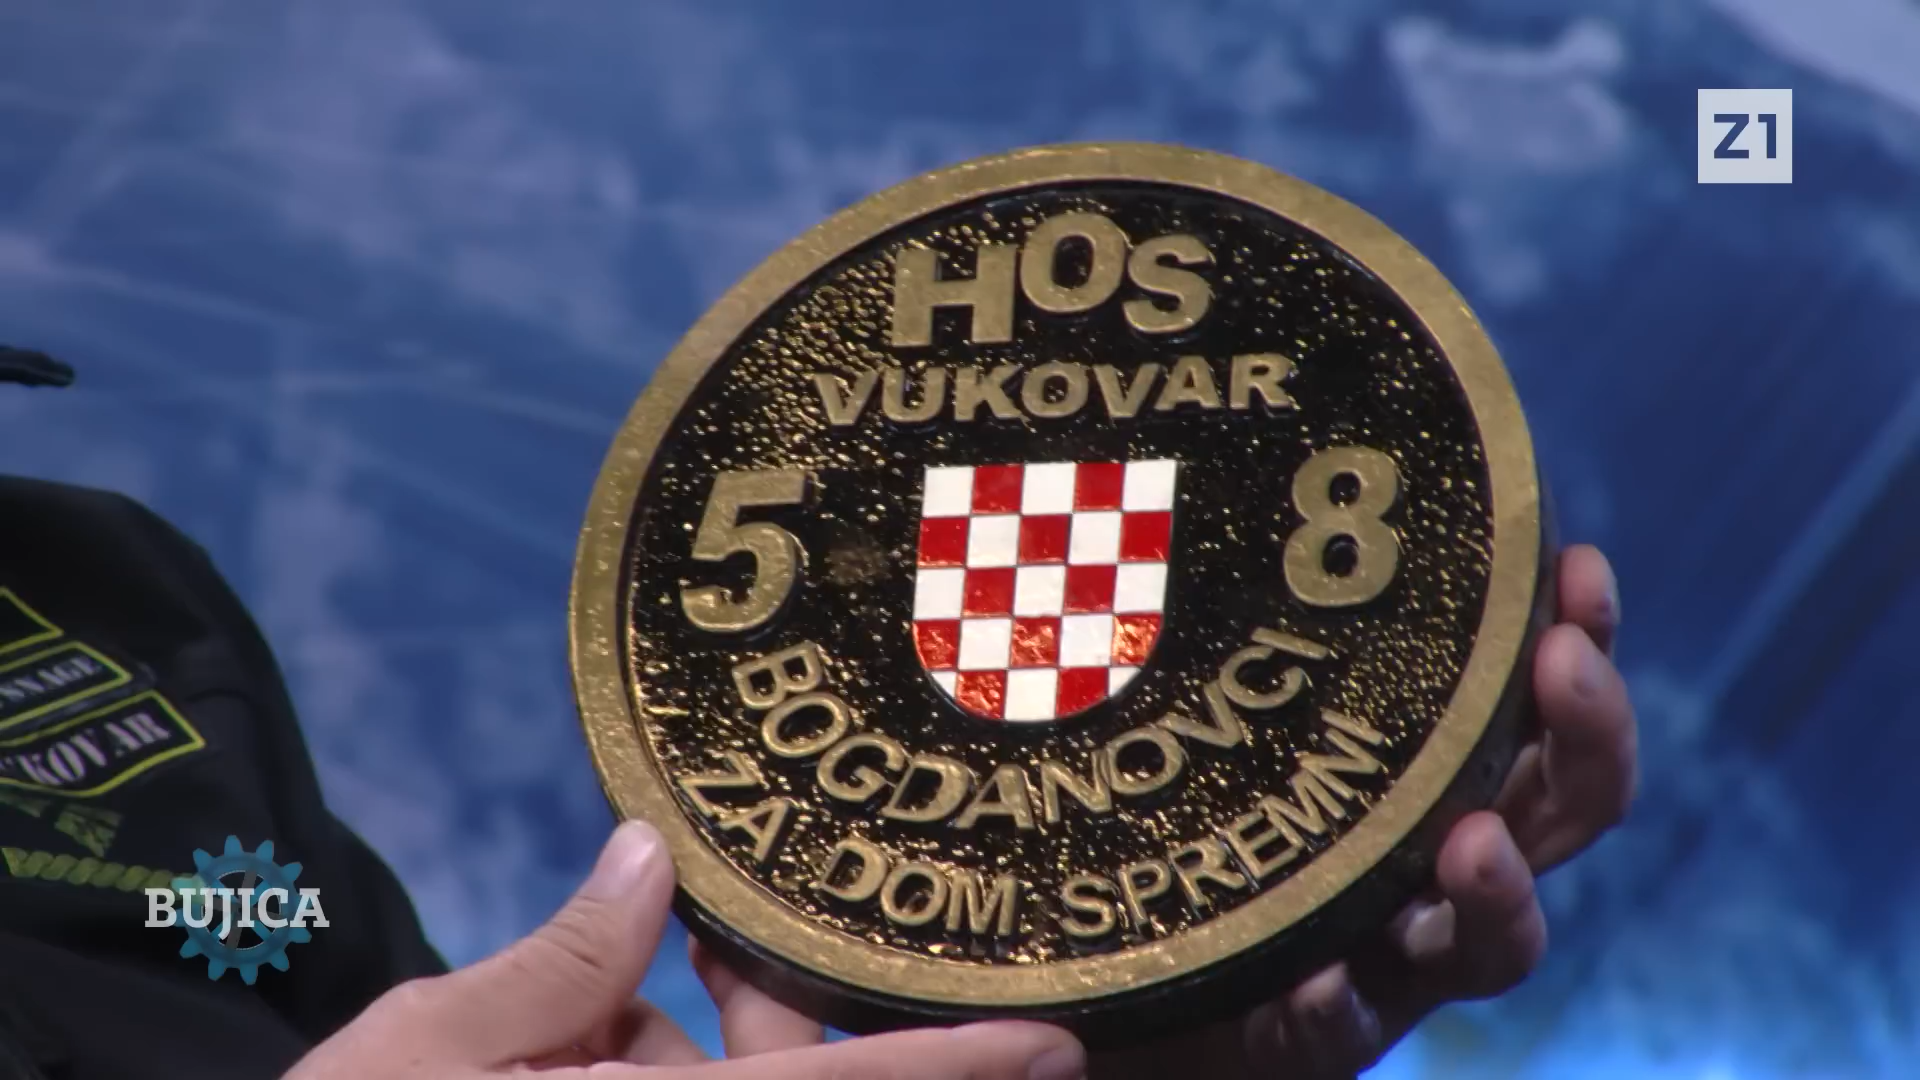 Z1
HOS
VUKOVAR
5 8
BOGDANOVCI
ZA DOM SPREMNI
BUJICA